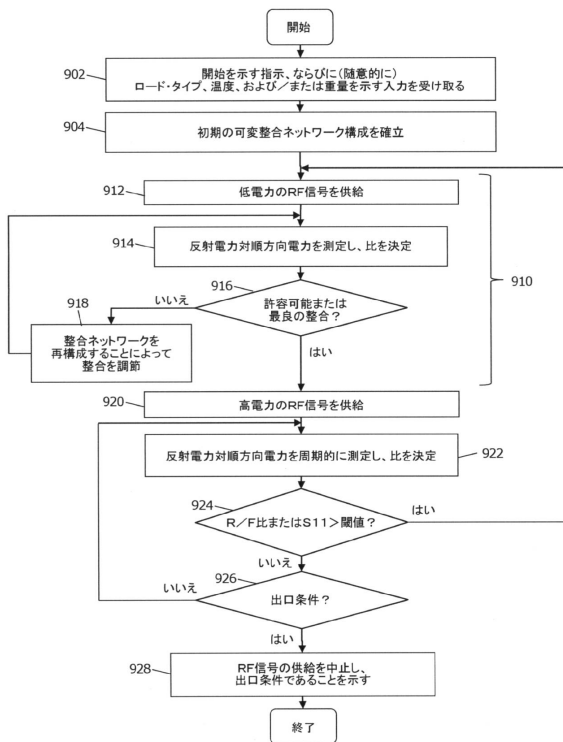 開始
902
開始を示す指示、ならびに(随意的に)
ロード・タイプ、温度、および/または重量を示す入力を受け取る
904
初期の可変整合ネットワーク構成を確立
912
低電力のRF信号を供給
914
反射電力対順方向電力を測定し、比を決定
910
916
許容可能または
最良の整合?
いいえ
918
整合ネットワークを
再構成することによって
整合を調節
はい
920
高電力のRF信号を供給
反射電力対順方向電力を周期的に測定し、比を決定
922
924
R/F比またはS11>閾値?
はい
いいえ
926
いいえ
出口条件?
はい
928
RF信号の供給を中止し、
出口条件であることを示す
終了